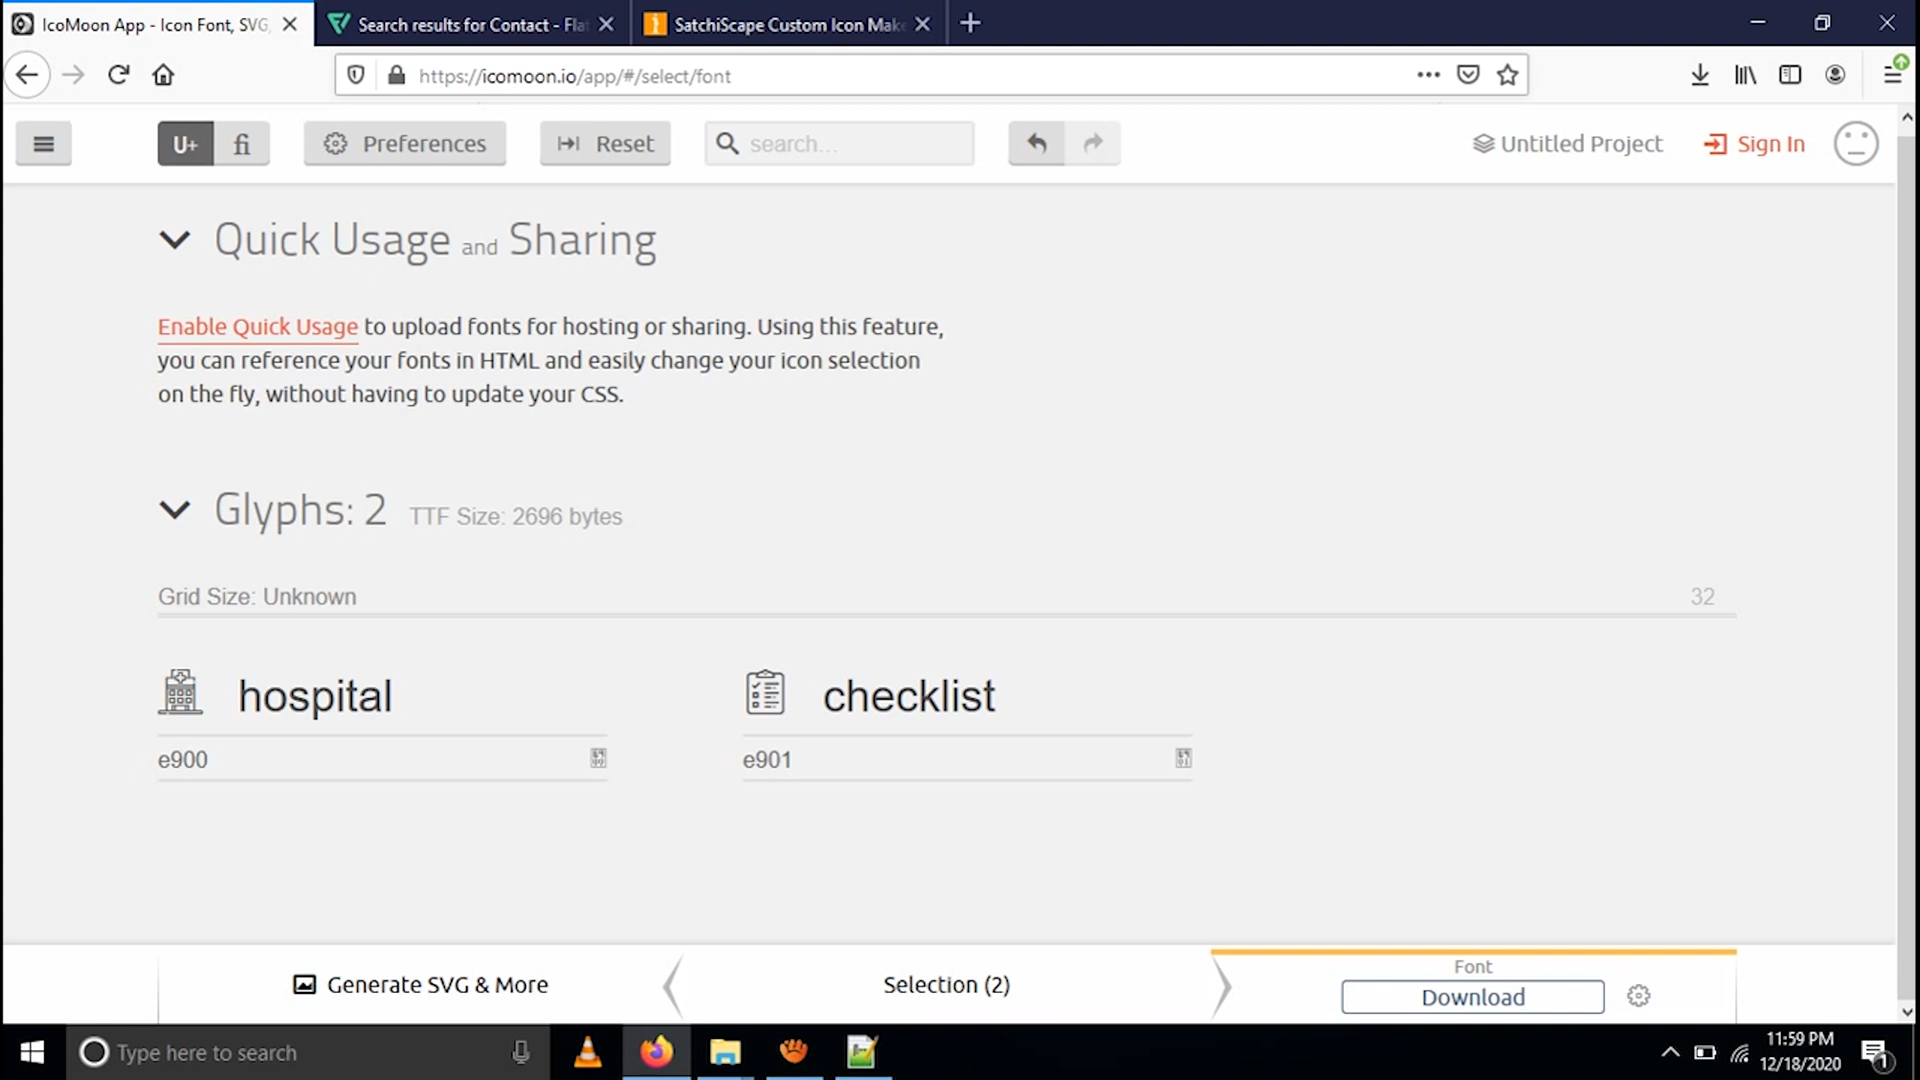 IcoMoon App - Icon Font, SVG,
Search results for Contact - Fla
SatchiScape Custom Icon Make
https://icomoon.io/app/#/select/font
U+
fi
Preferences
Reset
search...
Untitled Project
Sign In
Quick Usage and Sharing
Enable Quick Usage to upload fonts for hosting or sharing. Using this feature,
you can reference your fonts in HTML and easily change your icon selection
on the fly, without having to update your CSS.
Glyphs: 2 TTF Size: 2696 bytes
Grid Size: Unknown
32
hospital
checklist
e900
e901
Generate SVG & More
Selection (2)
Font
Download
Type here to search
11:59 PM
12/18/2020
1